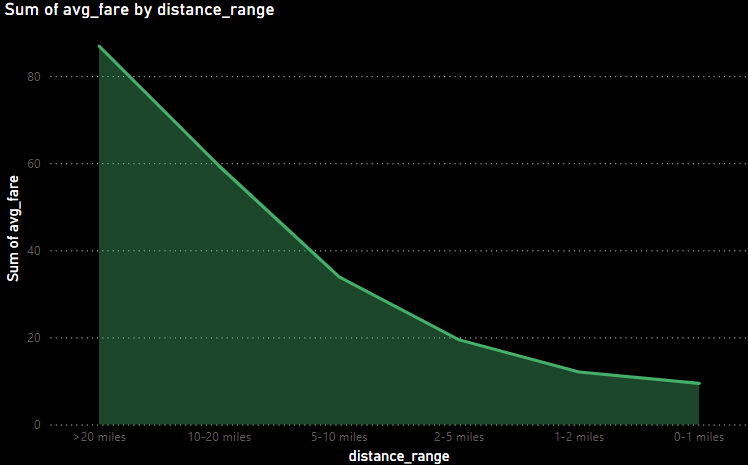 Sum of avg_fare by distance_range
80
60
40
20
0
Sum of avg_fare
>20 miles 10-20 miles 5-10 miles 2-5 miles 1-2 miles 0-1 miles
distance_range